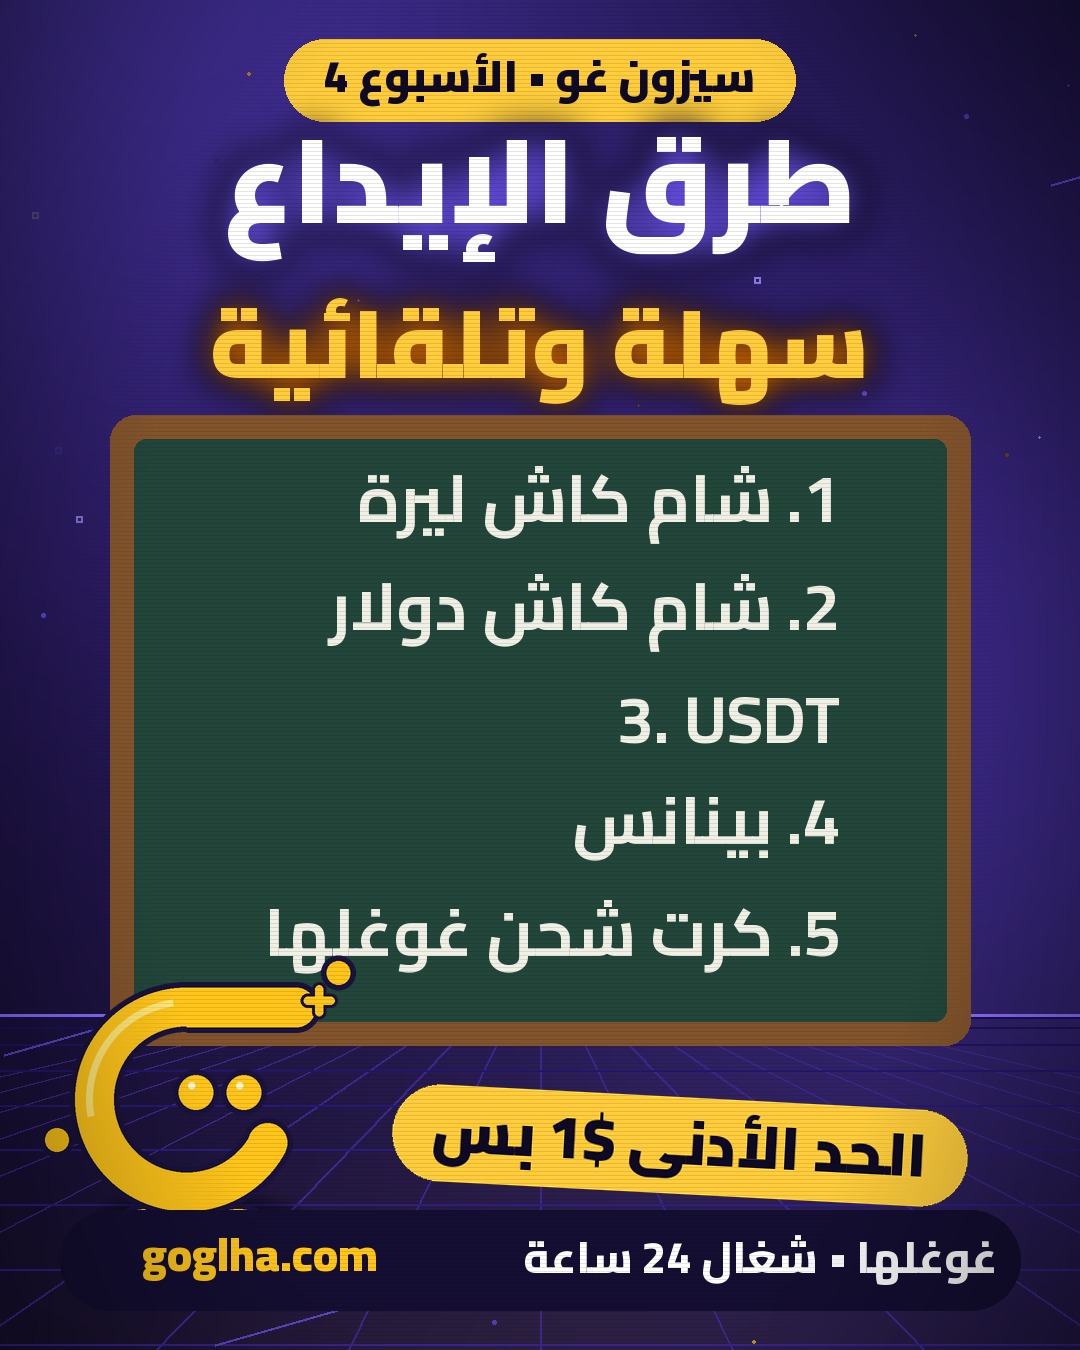 سيزون غو ▪ الأسبوع 4
طرق الإيداع
سهلة وتلقائية
1. شام كاش ليرة
2. شام كاش دولار
3. USDT
4. بينانس
5. كرت شحن غوغلها
الحد الأدنى 1$ بس
غوغلها ▪ شغال 24 ساعة
goglha.com